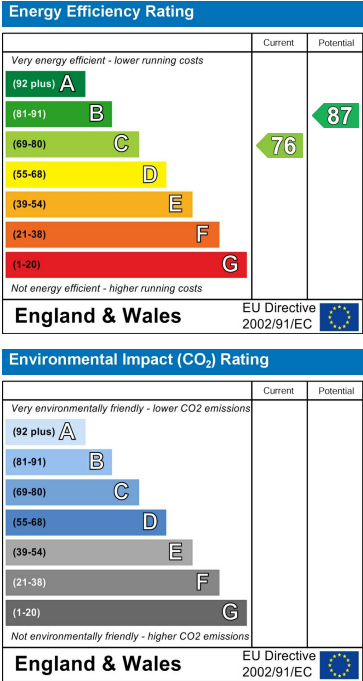 Energy Efficiency Rating
Current Potential
Very energy efficient - lower running costs
(92 plus) A
(81-91) B
87
(69-80) C
76
(55-68) D
(39-54) E
(21-38) F
(1-20) G
Not energy efficient - higher running costs
England & Wales
EU Directive
2002/91/EC
Environmental Impact (CO₂) Rating
Current Potential
Very environmentally friendly - lower CO2 emissions
(92 plus) A
(81-91) B
(69-80) C
(55-68) D
(39-54) E
(21-38) F
(1-20) G
Not environmentally friendly - higher CO2 emissions
England & Wales
EU Directive
2002/91/EC